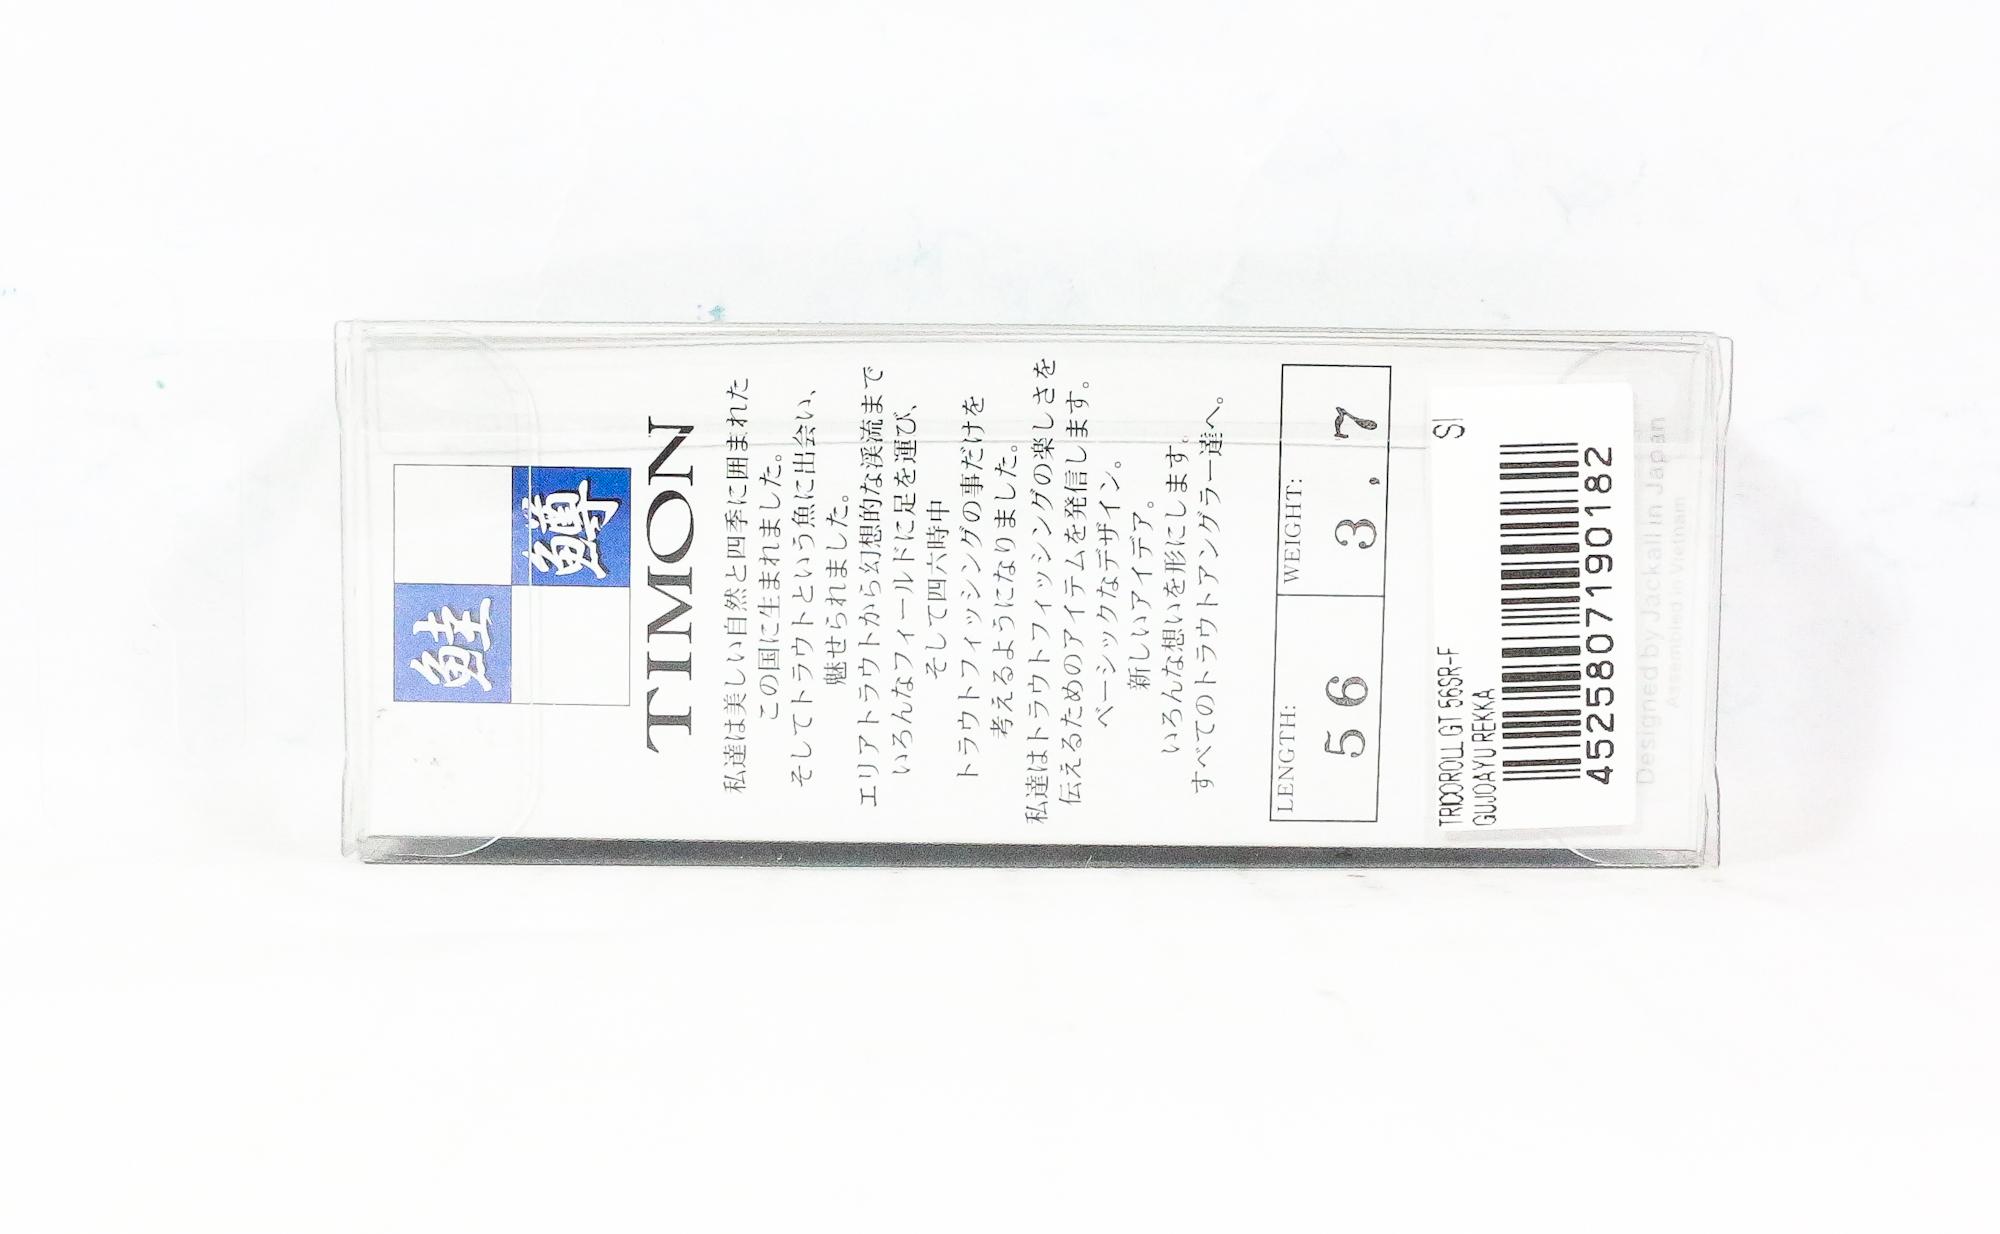 鮭
鱒
TIMON
私達は美しい自然と四季に囲まれた
この国に生まれました。
そしてトラウトという魚に出会い、
魅せられました。
エリアトラウトから幻想的な渓流まで
いろんなフィールドに足を運び、
そして四六時中
トラウトフィッシングの事だけを
考えるようになりました。
私達はトラウトフィッシングの楽しさを
伝えるためのアイテムを発信します。
ベーシックなデザイン。
新しいアイデア。
いろんな想いを形にします。
すべてのトラウトアングラー達へ。
LENGTH: WEIGHT:
56 3.7
TRICOROLL GT 56SR-F SI
GUJOAYU REKKA
4525807190182
Designed by Jackall in Japan
Assembled in Vietnam